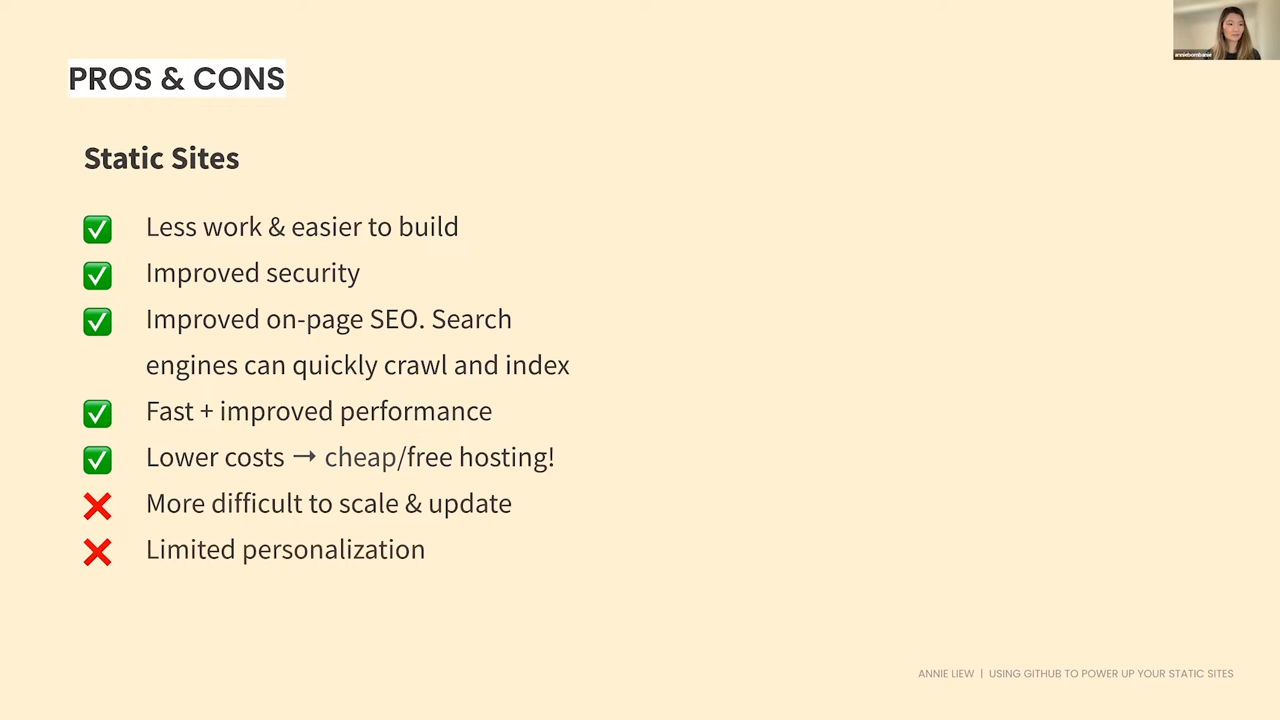 PROS & CONS
Static Sites
✅ Less work & easier to build
✅ Improved security
✅ Improved on-page SEO. Search
engines can quickly crawl and index
✅ Fast + improved performance
✅ Lower costs → cheap/free hosting!
❌ More difficult to scale & update
❌ Limited personalization
anniebombanie
ANNIE LIEW | USING GITHUB TO POWER UP YOUR STATIC SITES